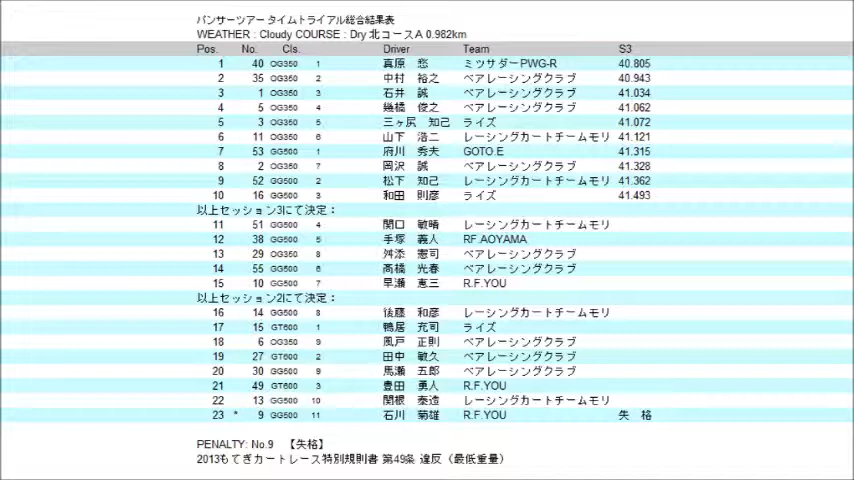 パンサーツアー タイムトライアル総合結果表
WEATHER : Cloudy COURSE : Dry 北コースA 0.982km
Pos. No. Cls. Driver Team S3
1 40 OG350 1 真原 悠 ミツサダーPWG-R 40.805
2 35 OG350 2 中村 裕之 ベアレーシングクラブ 40.943
3 1 OG350 3 石井 誠 ベアレーシングクラブ 41.034
4 5 OG350 4 幾橋 俊之 ベアレーシングクラブ 41.062
5 3 OG350 5 三ヶ尻 知己 ライズ 41.072
6 11 OG350 6 山下 浩二 レーシングカートチームモリ 41.121
7 53 GG500 1 府川 秀夫 GOTO.E 41.315
8 2 OG350 7 岡沢 誠 ベアレーシングクラブ 41.328
9 52 GG500 2 松下 知己 レーシングカートチームモリ 41.362
10 16 GG500 3 和田 則彦 ライズ 41.493
以上セッション3にて決定：
11 51 GG500 4 関口 敏晴 レーシングカートチームモリ
12 38 GG500 5 手塚 義人 RF.AOYAMA
13 29 OG350 8 舛添 憲司 ベアレーシングクラブ
14 55 GG500 6 高橋 光春 ベアレーシングクラブ
15 10 GG500 7 早瀬 恵三 R.F.YOU
以上セッション2にて決定：
16 14 GG500 8 後藤 和彦 レーシングカートチームモリ
17 15 GT600 1 鴨居 充司 ライズ
18 6 OG350 9 風戸 正則 ベアレーシングクラブ
19 27 GT600 2 田中 敏久 ベアレーシングクラブ
20 30 GG500 9 馬瀬 五郎 ベアレーシングクラブ
21 49 GT600 3 豊田 勇人 R.F.YOU
22 13 GG500 10 関根 泰造 レーシングカートチームモリ
23 * 9 GG500 11 石川 菊雄 R.F.YOU 失 格
PENALTY: No.9 【失格】
2013もてぎカートレース特別規則書 第49条 違反（最低重量）